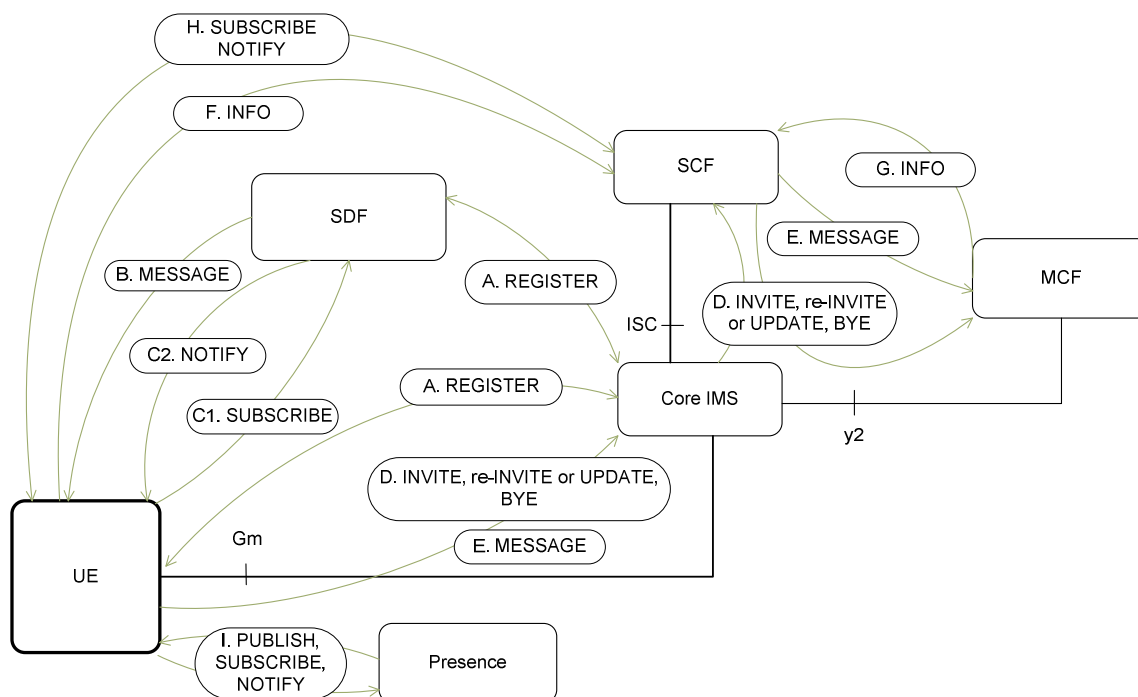 H. SUBSCRIBE
NOTIFY
F. INFO
SCF
G. INFO
SDF
E. MESSAGE
B. MESSAGE
A. REGISTER
MCF
D. INVITE, re-INVITE
or UPDATE, BYE
ISC
C2. NOTIFY
A. REGISTER
Core IMS
C1. SUBSCRIBE
y2
D. INVITE, re-INVITE or UPDATE,
BYE
Gm
E. MESSAGE
UE
I. PUBLISH,
SUBSCRIBE,
NOTIFY
Presence